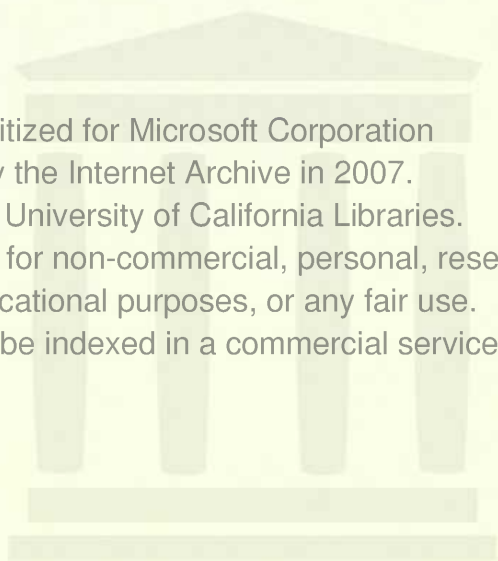 itized for Microsoft Corporation
the Internet Archive in 2007.
University of California Libraries.
for non-commercial, personal,
cational purposes, or any fair use.
be indexed in a commercial service